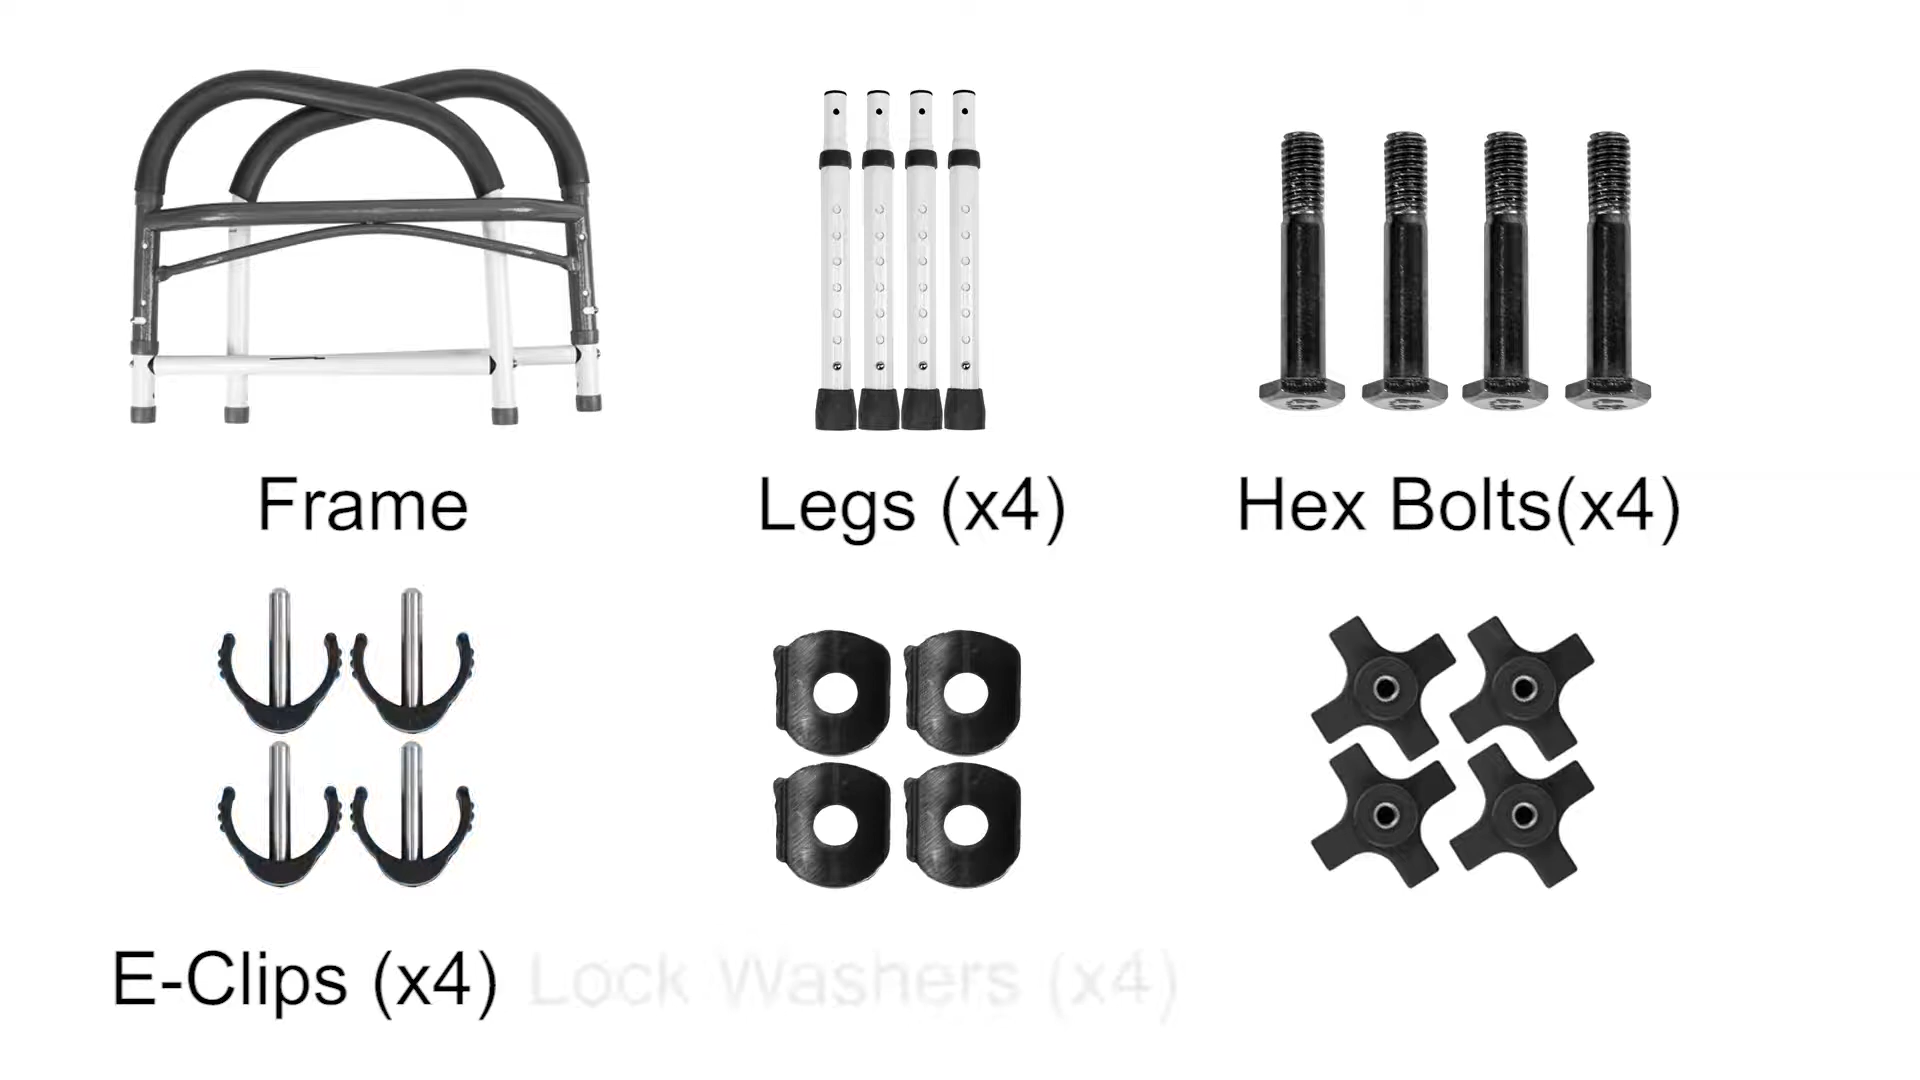 Frame
Legs (x4)
Hex Bolts(x4)
E-Clips (x4)
Lock Washers (x4)